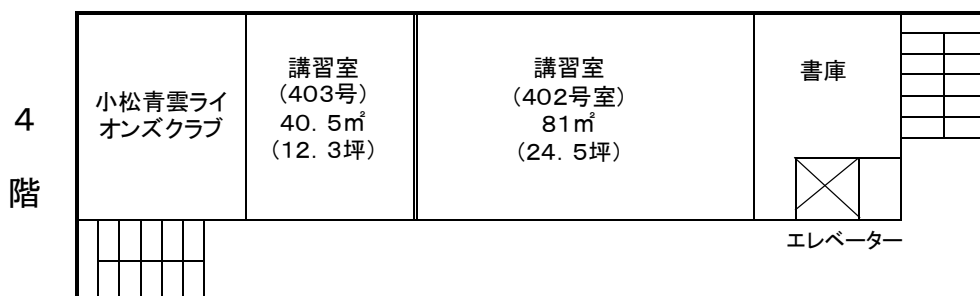 4
階
小松青雲ライ
オンズクラブ
講習室
(403号)
40．5㎡
(12．3坪)
講習室
(402号室)
81㎡
(24．5坪)
書庫
エレベーター